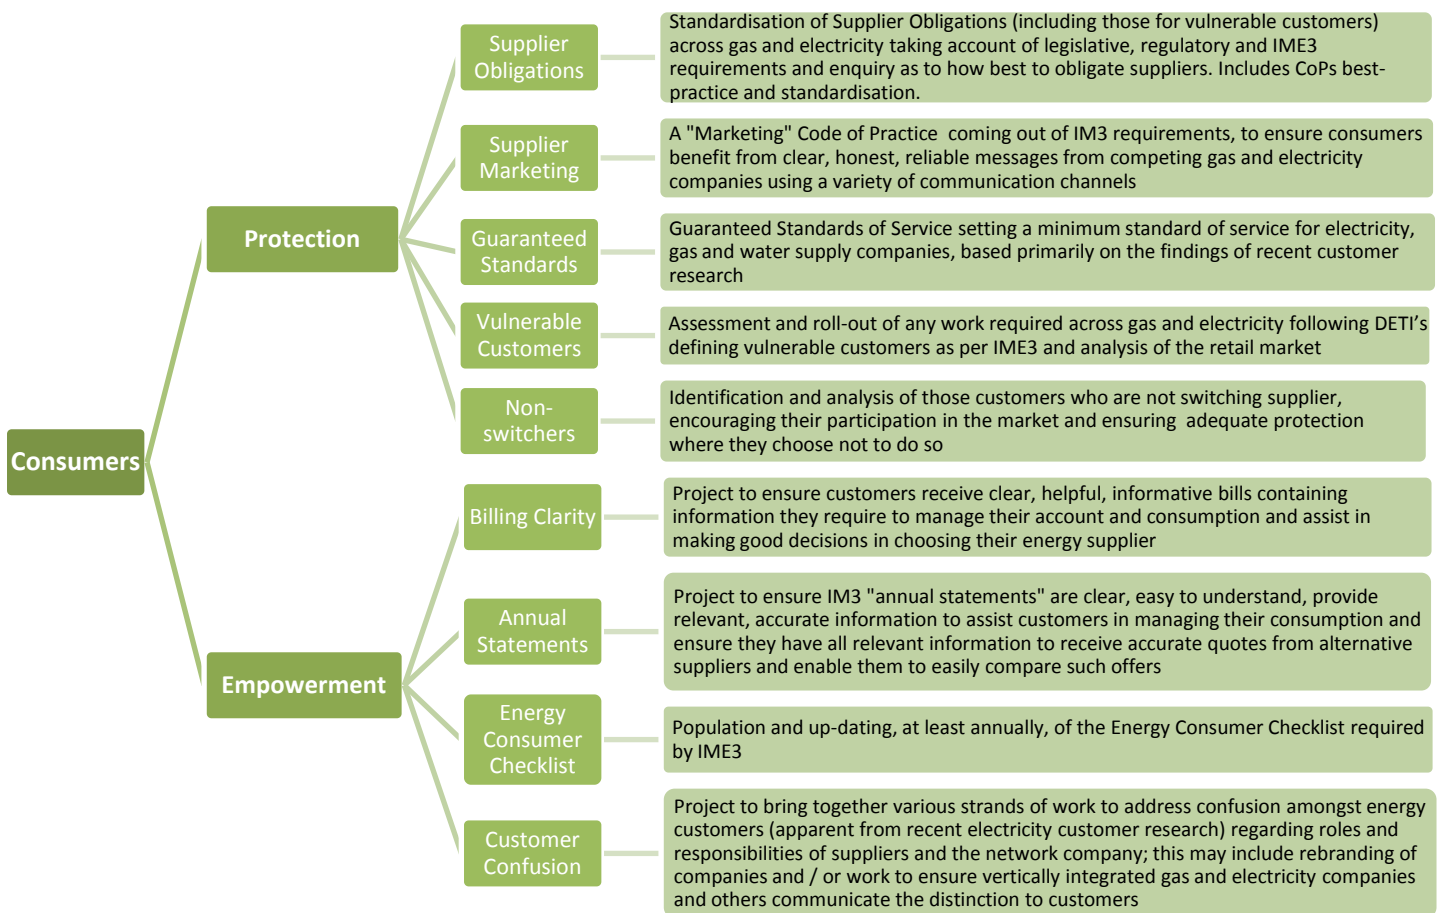 Consumers
Protection
Supplier
Obligations
Standardisation of Supplier Obligations (including those for vulnerable customers)
across gas and electricity taking account of legislative, regulatory and IME3
requirements and enquiry as to how best to obligate suppliers. Includes CoPs best-
practice and standardisation.
Supplier
Marketing
A "Marketing" Code of Practice  coming out of IM3 requirements, to ensure consumers
benefit from clear, honest, reliable messages from competing gas and electricity
companies using a variety of communication channels
Guaranteed
Standards
Guaranteed Standards of Service setting a minimum standard of service for electricity,
gas and water supply companies, based primarily on the findings of recent customer
research
Vulnerable
Customers
Assessment and roll-out of any work required across gas and electricity following DETI’s
defining vulnerable customers as per IME3 and analysis of the retail market
Non-
switchers
Identification and analysis of those customers who are not switching supplier,
encouraging their participation in the market and ensuring  adequate protection
where they choose not to do so
Empowerment
Billing Clarity
Project to ensure customers receive clear, helpful, informative bills containing
information they require to manage their account and consumption and assist in
making good decisions in choosing their energy supplier
Annual
Statements
Project to ensure IM3 "annual statements" are clear, easy to understand, provide
relevant, accurate information to assist customers in managing their consumption and
ensure they have all relevant information to receive accurate quotes from alternative
suppliers and enable them to easily compare such offers
Energy
Consumer
Checklist
Population and up-dating, at least annually, of the Energy Consumer Checklist required
by IME3
Customer
Confusion
Project to bring together various strands of work to address confusion amongst energy
customers (apparent from recent electricity customer research) regarding roles and
responsibilities of suppliers and the network company; this may include rebranding of
companies and / or work to ensure vertically integrated gas and electricity companies
and others communicate the distinction to customers